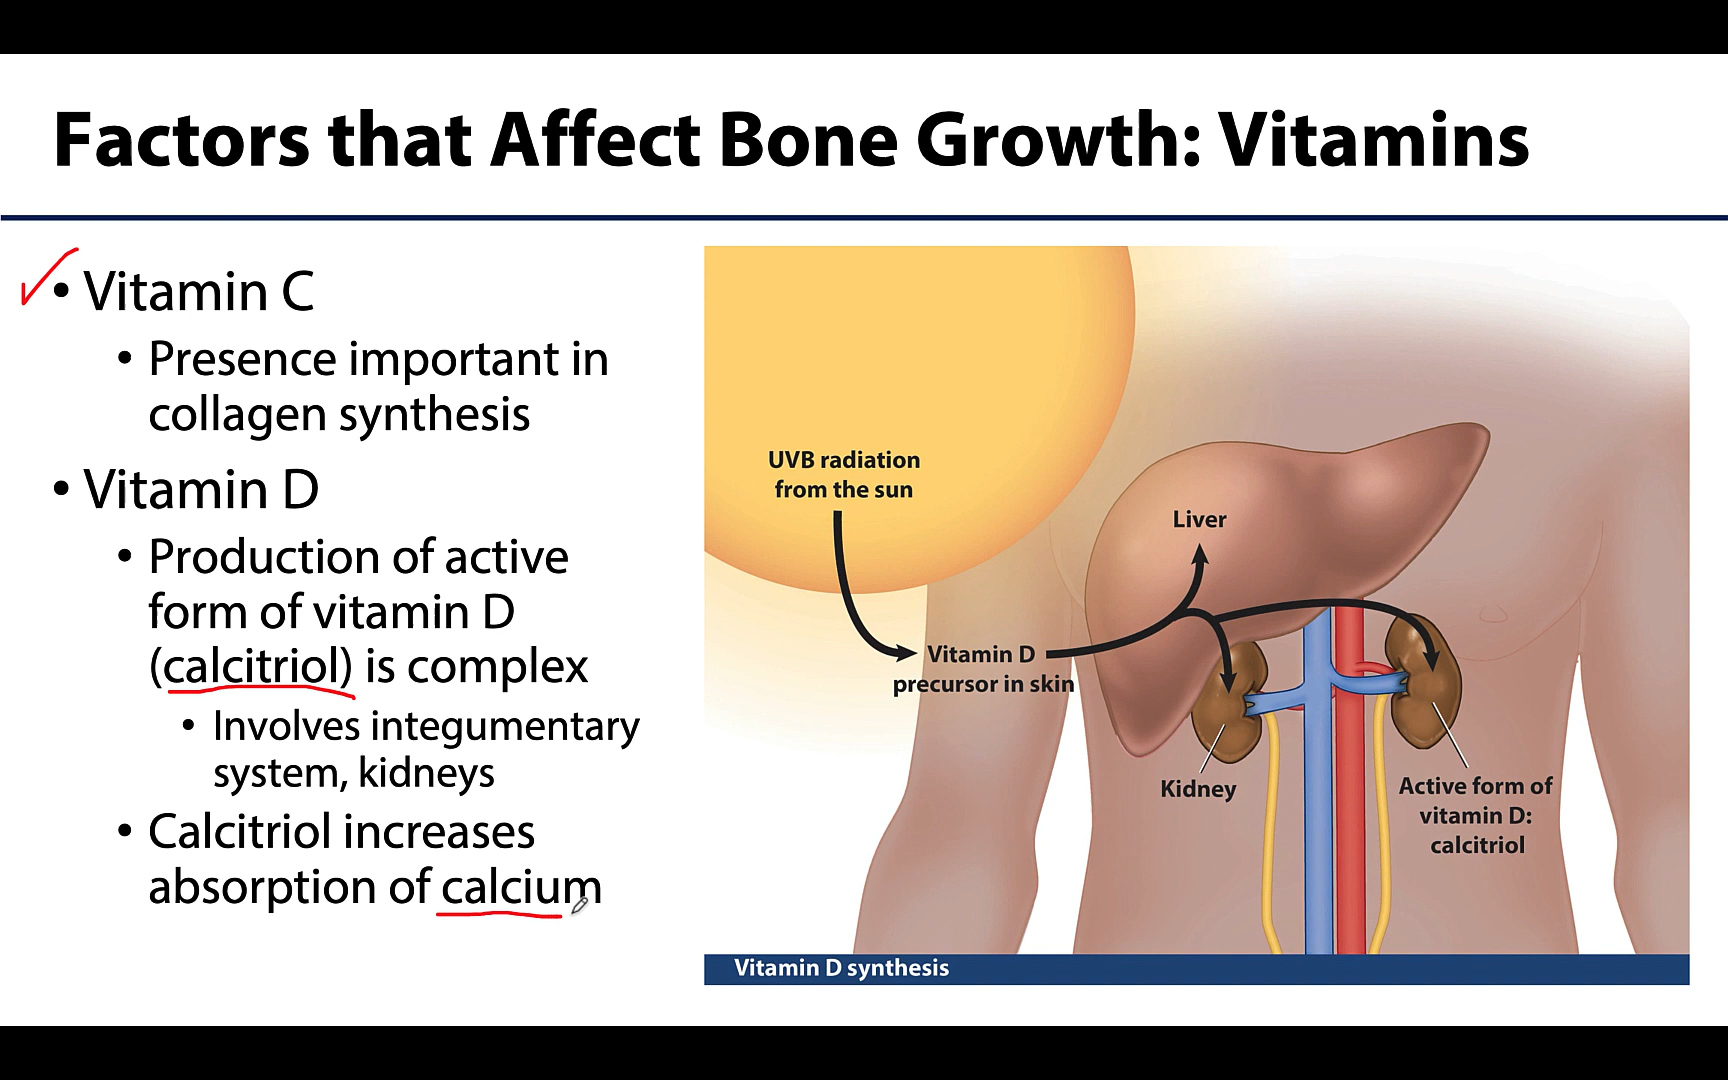 Factors that Affect Bone Growth: Vitamins
• Vitamin C
• Presence important in
collagen synthesis
• Vitamin D
• Production of active
form of vitamin D
(calcitriol) is complex
• Involves integumentary
system, kidneys
• Calcitriol increases
absorption of calcium
UVB radiation
from the sun
Liver
Vitamin D
precursor in skin
Kidney
Active form of
vitamin D:
calcitriol
Vitamin D synthesis